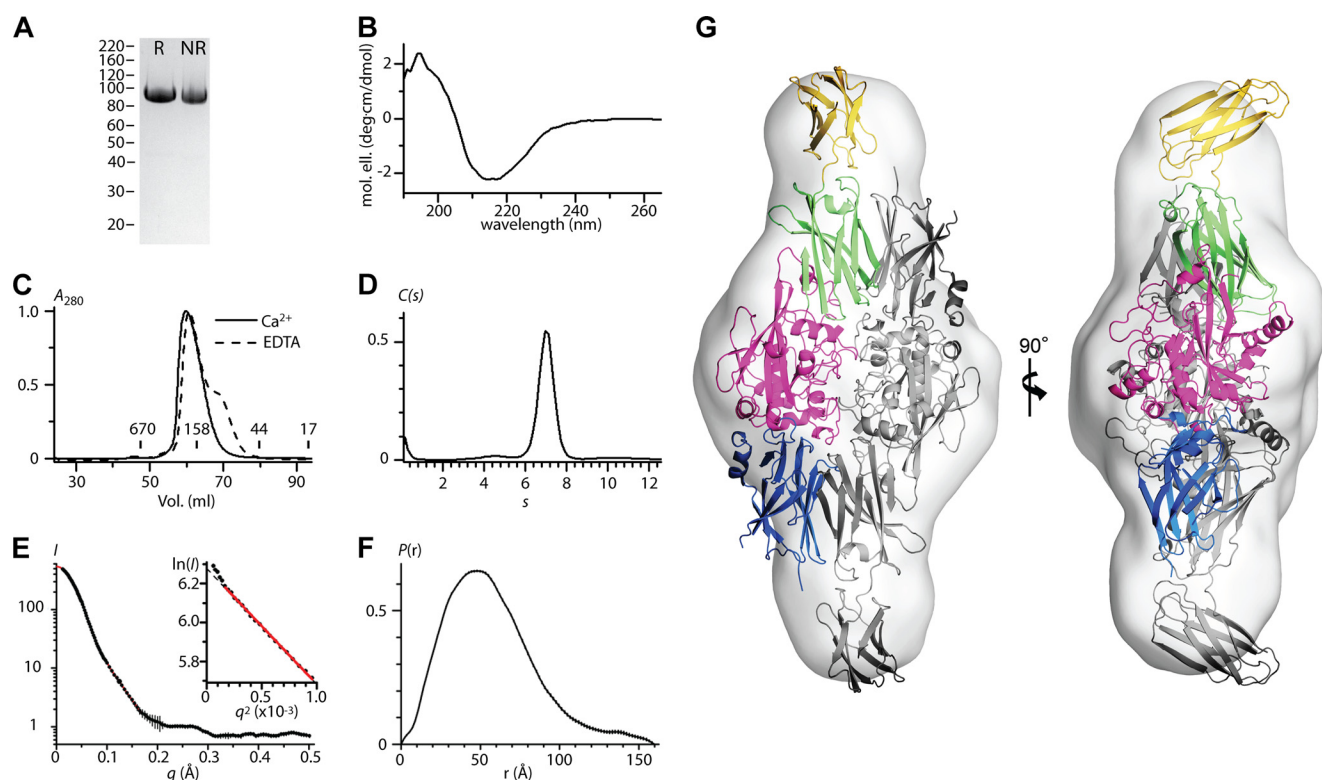 A
R NR
220
160
120
100
80
60
50
40
30
20
B
mol. ell. (deg·cm/dmol)
2
0
-2
200 220 240 260
wavelength (nm)
C
A280
1.0
0.5
0
Ca2+
EDTA
670 158 44 17
30 50 70 90
Vol. (ml)
D
C(s)
0.5
0
2 4 6 8 10 12
s
E
I
100
10
1
0 0.1 0.2 0.3 0.4 0.5
q (Å)
ln(I)
6.2
6.0
5.8
0 0.5 1.0
q2 (x10-3)
F
P(r)
0.5
0
0 50 100 150
r (Å)
G
90°